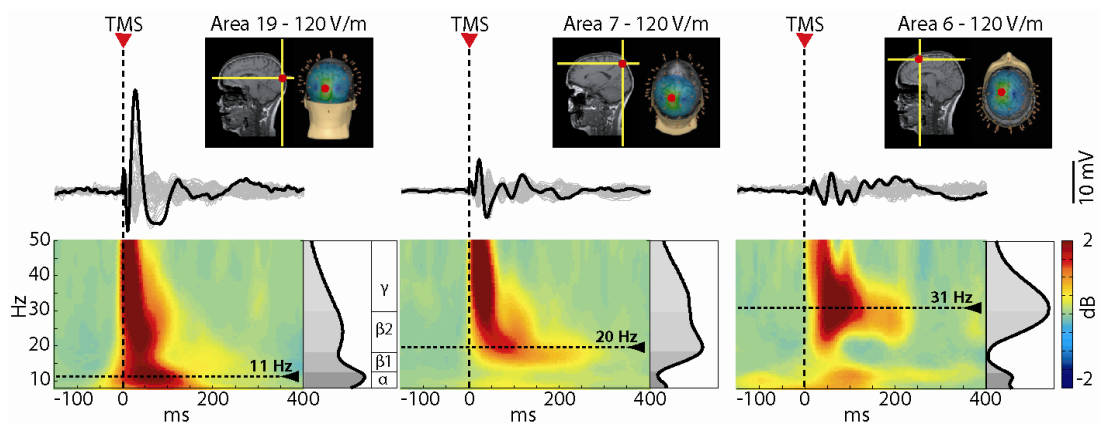 TMS
Area 19 - 120 V/m
TMS
Area 7 - 120 V/m
TMS
Area 6 - 120 V/m
10 mV
50
40
30
20
10
Hz
11 Hz
γ
β2
β1
α
20 Hz
31 Hz
2
dB
-2
-100 0 200 400
ms
-100 0 200 400
ms
-100 0 200 400
ms